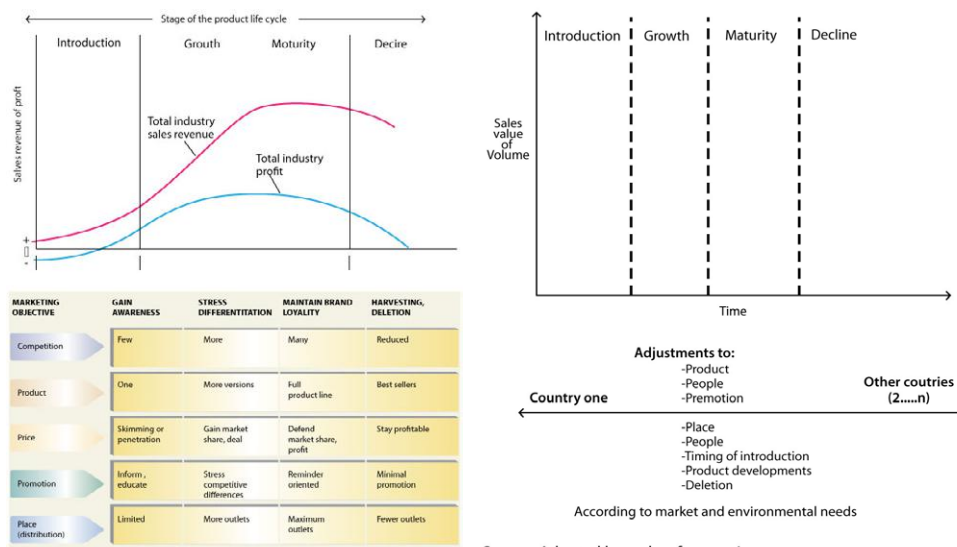 Stage of the product life cycle
Introduction
Grouth
Moturity
Decire
Salves revenue of proft
Total industry
sales revenue
Total industry
profit
+
-
MARKETING
OBJECTIVE
GAIN
AWARENESS
STRESS
DIFFERENTITATION
MAINTAIN BRAND
LOYALITY
HARVESTING,
DELETION
Competition
Few
More
Many
Reduced
Product
One
More versions
Full
product line
Best sellers
Price
Skimming or
penetration
Gain market
share, deal
Defend
market share,
profit
Stay profitable
Promotion
Inform ,
educate
Stress
competitive
differences
Reminder
oriented
Minimal
promotion
Place
(distribution)
Limited
More outlets
Maximum
outlets
Fewer outlets
Introduction
Growth
Maturity
Decline
Sales
value
of
Volume
Time
Adjustments to:
-Product
-People
-Premotion
Country one
Other coutries
(2.....n)
-Place
-People
-Timing of introduction
-Product developments
-Deletion
According to market and environmental needs